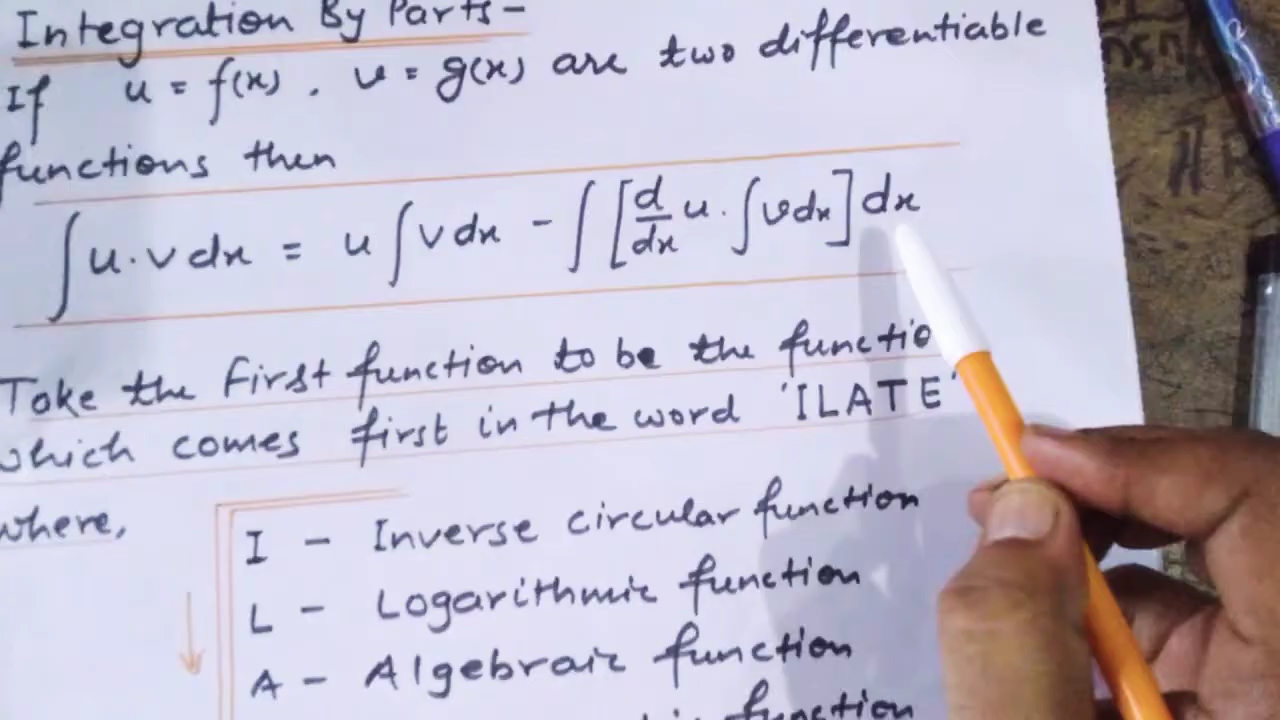 Integration By Parts-
If u = f(x), v = g(x) are two differentiable
functions then
∫u.v dx = u ∫v dx - ∫[d/dx u. ∫v dx] dx
Take the first function to be the functio
which comes first in the word 'ILATE'
where,
I - Inverse circular function
L - Logarithmic function
A - Algebraic function
function